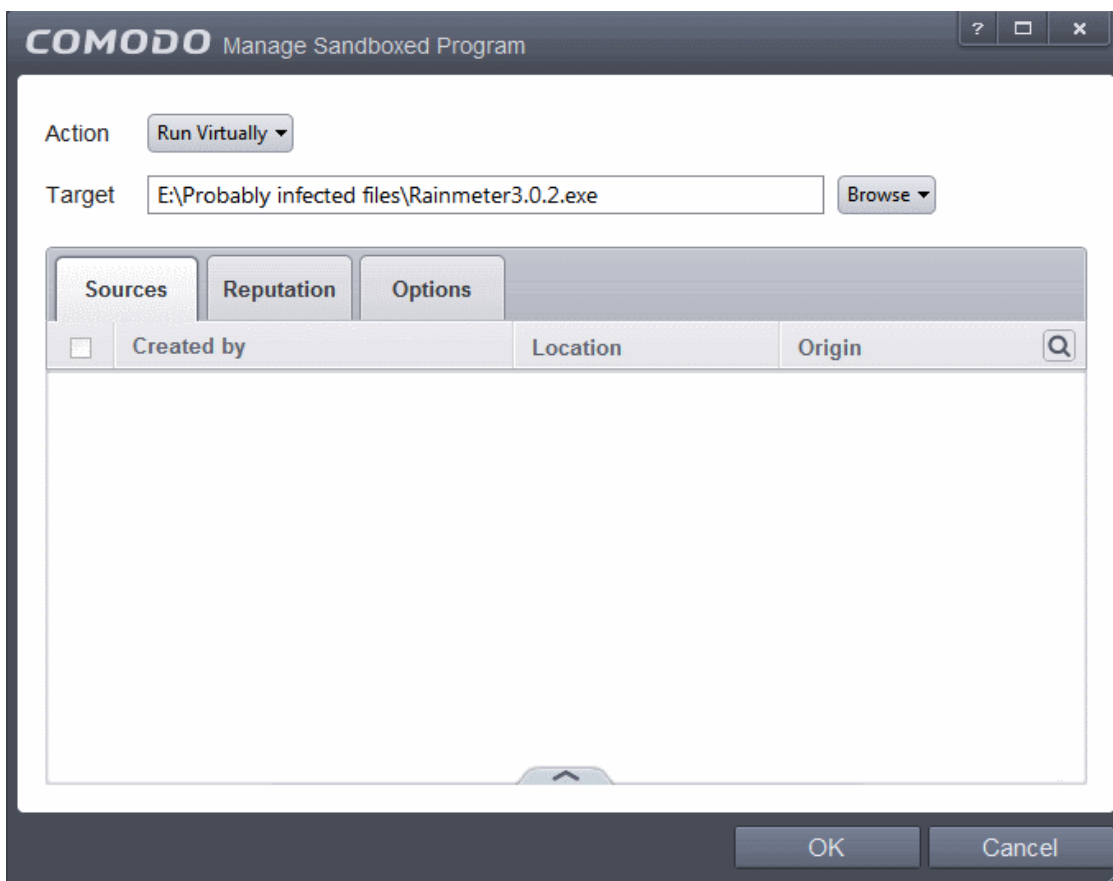 COMODO Manage Sandboxed Program ?
Action Run Virtually
Target E:\Probably infected files\Rainmeter3.0.2.exe Browse
Sources Reputation Options
Created by Location Origin
OK Cancel